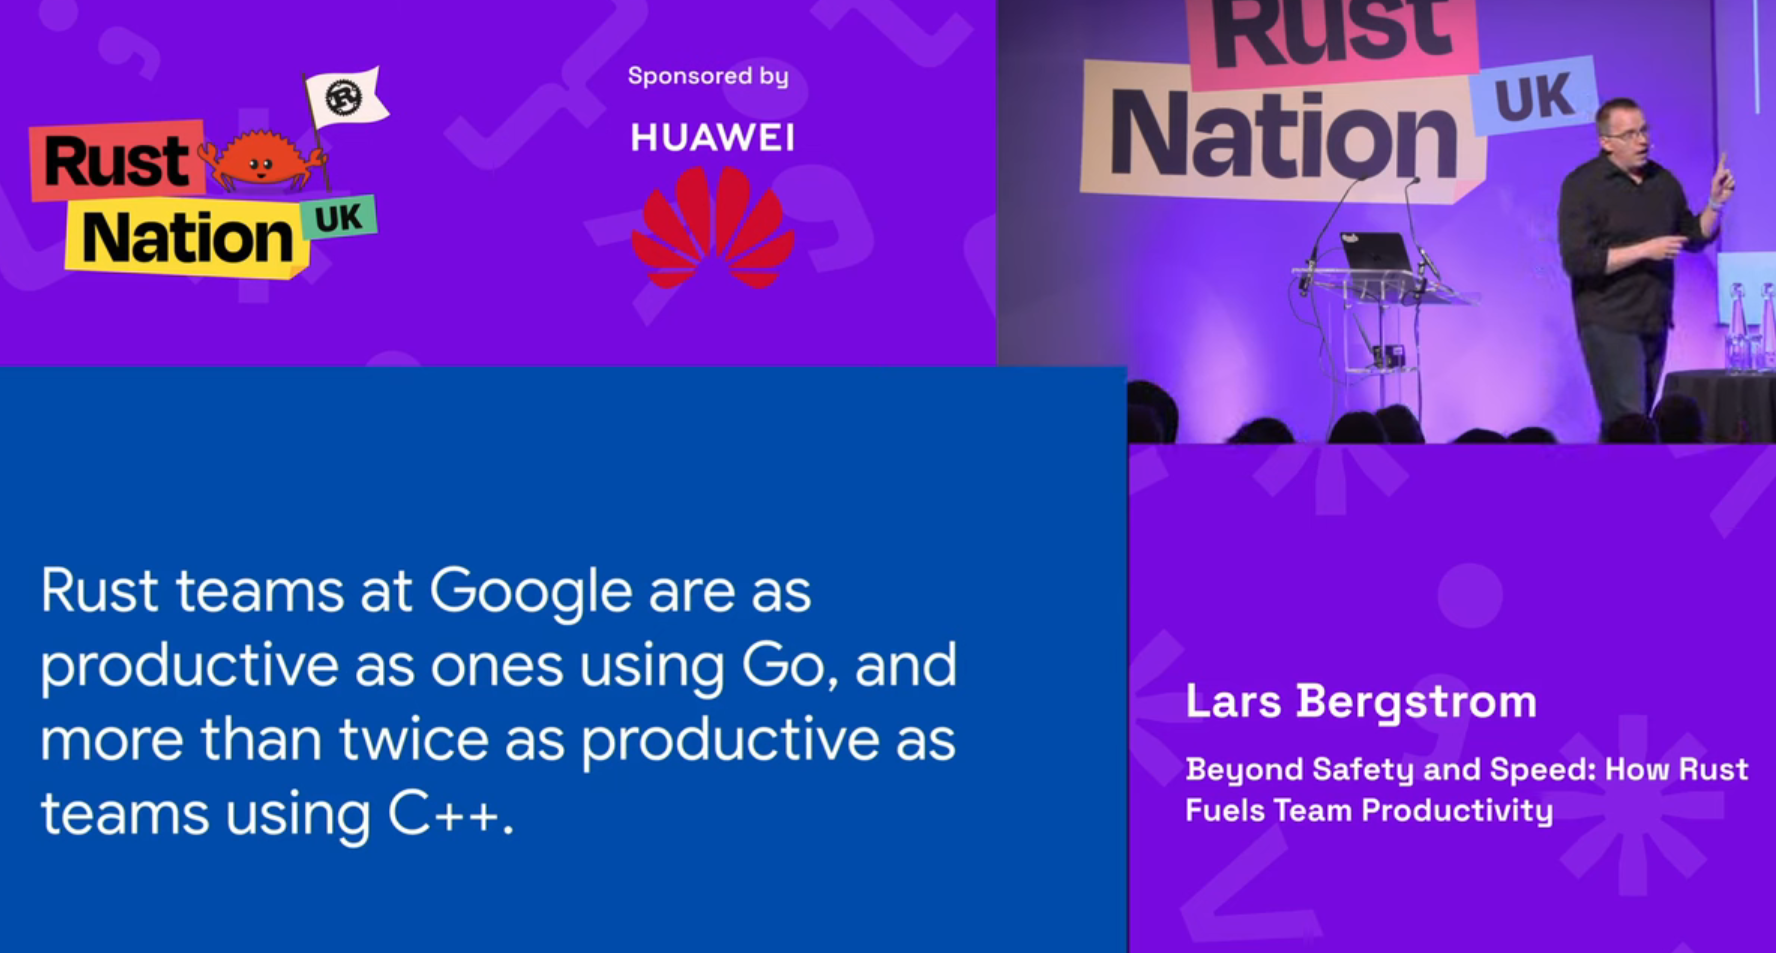 Rust
Nation
UK
Sponsored by
HUAWEI
Rust
Nation
UK
Rust teams at Google are as
productive as ones using Go, and
more than twice as productive as
teams using C++.
Lars Bergstrom
Beyond Safety and Speed: How Rust
Fuels Team Productivity